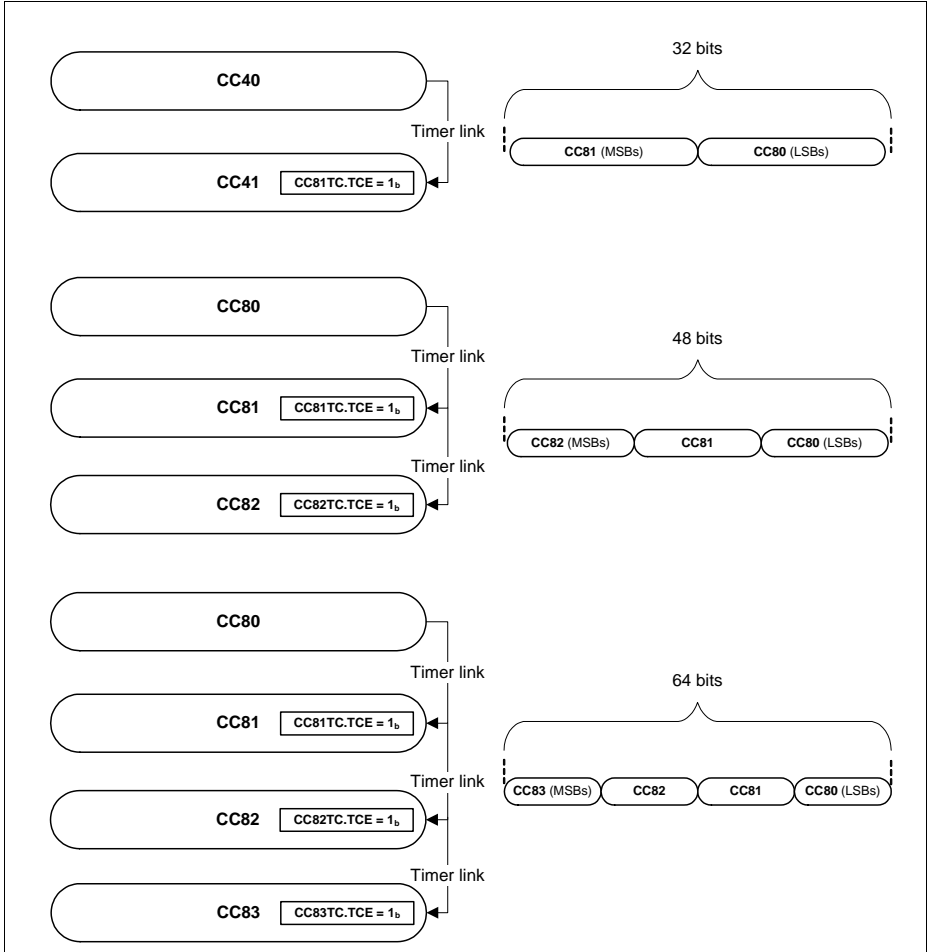 CC40
32 bits
Timer link
CC81 (MSBs) CC80 (LSBs)
CC41 CC81TC.TCE = 1b
CC80
48 bits
Timer link
CC81 CC81TC.TCE = 1b
CC82 (MSBs) CC81 CC80 (LSBs)
Timer link
CC82 CC82TC.TCE = 1b
CC80
Timer link
64 bits
CC81 CC81TC.TCE = 1b
Timer link
CC83 (MSBs) CC82 CC81 CC80 (LSBs)
CC82 CC82TC.TCE = 1b
Timer link
CC83 CC83TC.TCE = 1b